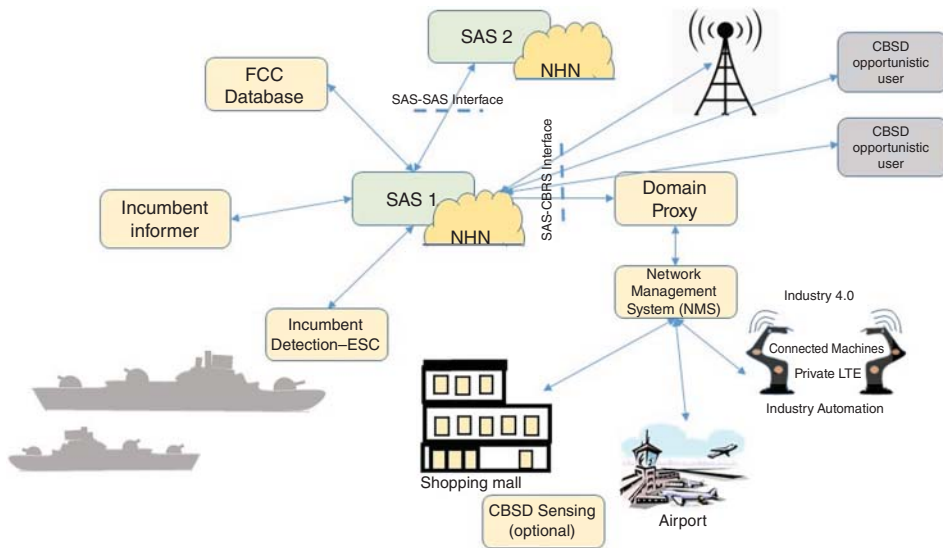 SAS 2
NHN
CBSD
opportunistic
user
FCC
Database
SAS-SAS Interface
CBSD
opportunistic
user
SAS-CBRS Interface
SAS 1
NHN
Domain
Proxy
Incumbent
informer
Network
Management
System (NMS)
Industry 4.0
Incumbent
Detection–ESC
Connected Machines
Private LTE
Industry Automation
Shopping mall
CBSD Sensing
(optional)
Airport